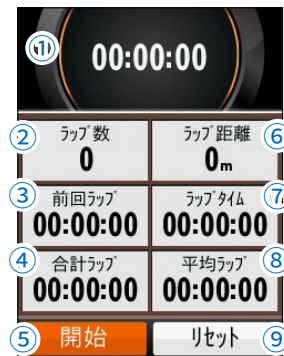 ① 00:00:00
② ラップ数 ラップ距離 ⑥
0 0m
③ 前回ラップ ラップタイム ⑦
00:00:00 00:00:00
④ 合計ラップ 平均ラップ ⑧
00:00:00 00:00:00
⑤ 開始 リセット ⑨